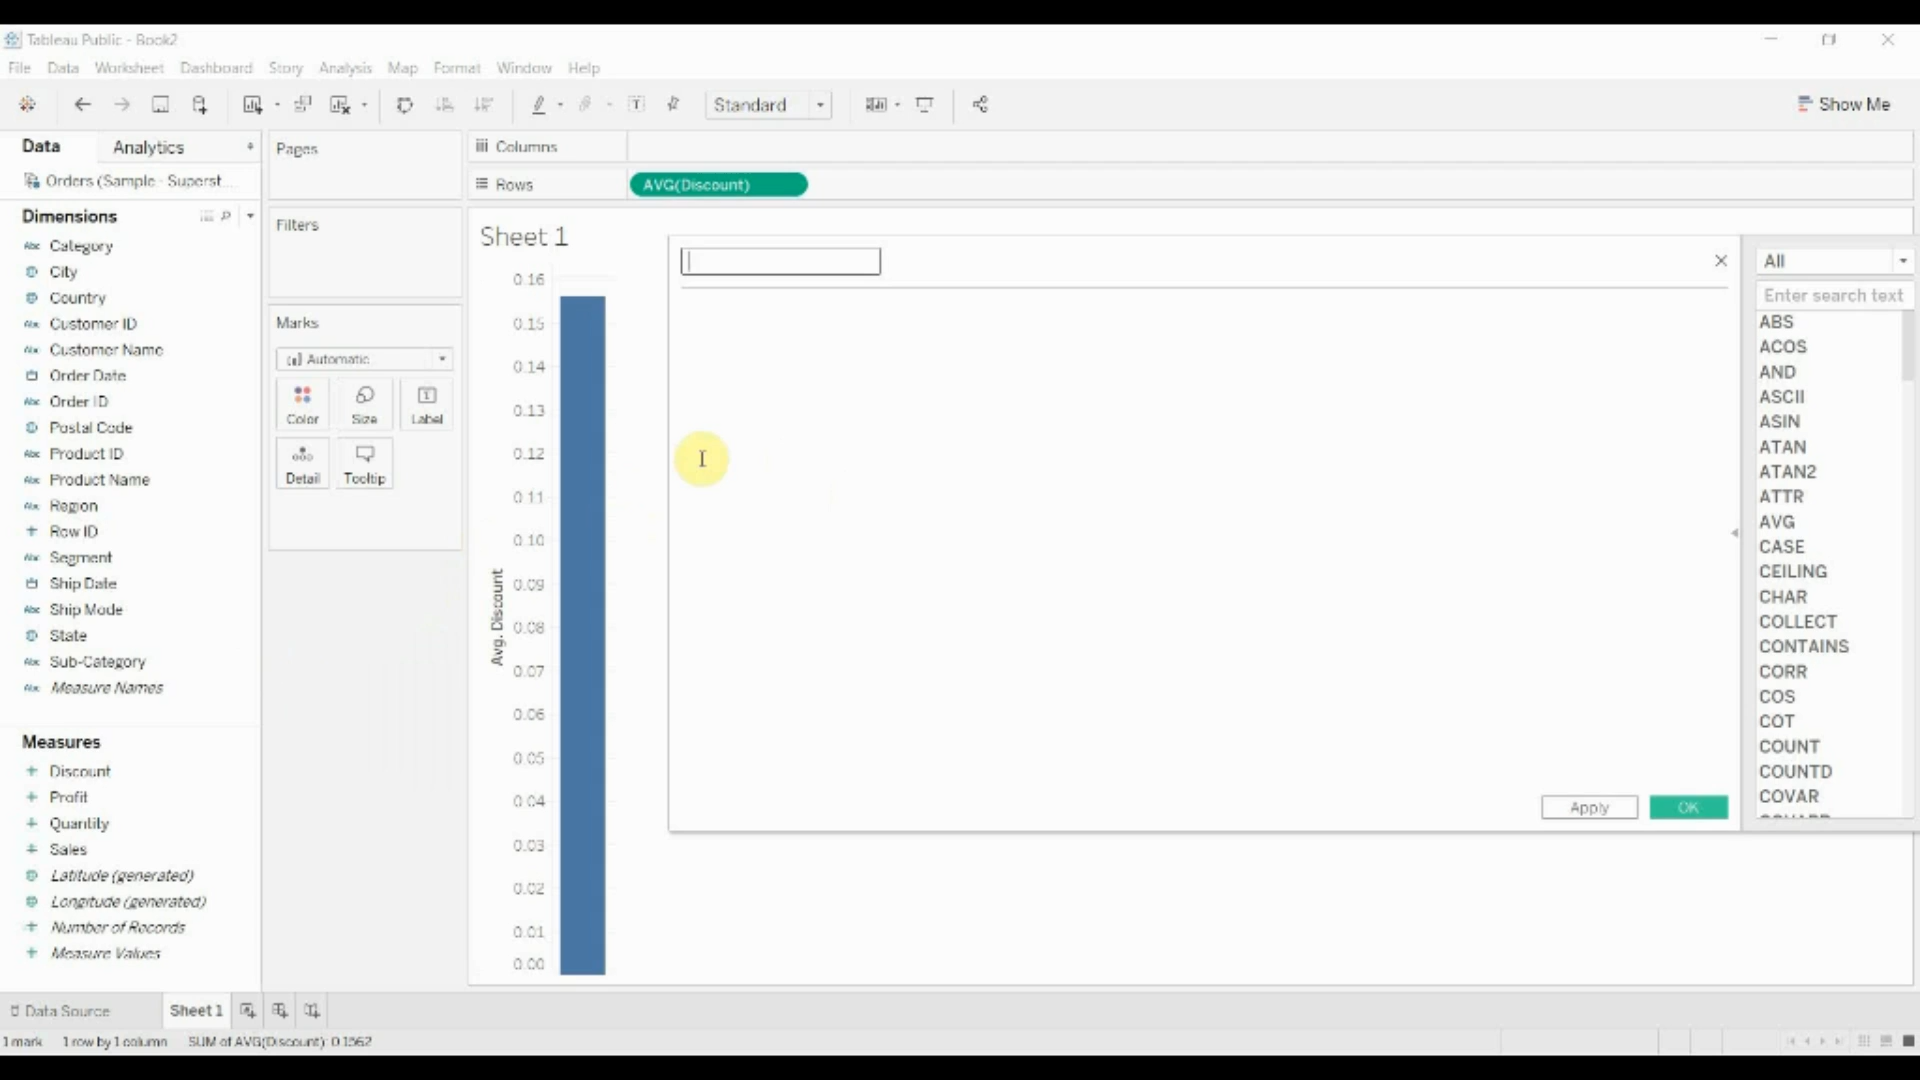 Tableau Public - Book2
File Data Worksheet Dashboard Story Analysis Map Format Window Help
Standard
Show Me
Data
Analytics
Orders (Sample - Superst...
Dimensions
Category
City
Country
Customer ID
Customer Name
Order Date
Order ID
Postal Code
Product ID
Product Name
Region
Row ID
Segment
Ship Date
Ship Mode
State
Sub-Category
Measure Names
Measures
Discount
Profit
Quantity
Sales
Latitude (generated)
Longitude (generated)
Number of Records
Measure Values
Pages
Filters
Marks
Automatic
Color Size Label
Detail Tooltip
Columns
Rows AVG(Discount)
Sheet 1
0.16
0.15
0.14
0.13
0.12
0.11
0.10
0.09
0.08
0.07
0.06
0.05
0.04
0.03
0.02
0.01
0.00
Avg. Discount
Apply OK
All
Enter search text
ABS
ACOS
AND
ASCII
ASIN
ATAN
ATAN2
ATTR
AVG
CASE
CEILING
CHAR
COLLECT
CONTAINS
CORR
COS
COT
COUNT
COUNTD
COVAR
Data Source Sheet 1
1 mark 1 row by 1 column SUM of AVG(Discount): 0.1562